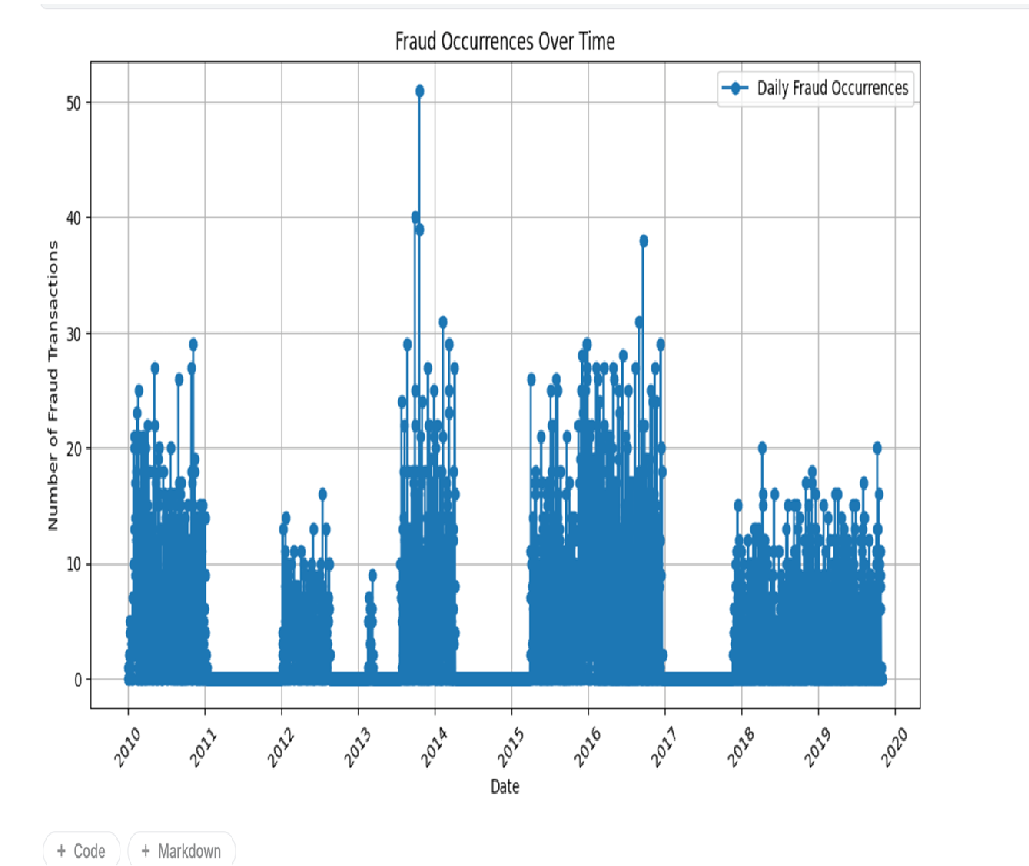 Fraud Occurrences Over Time
Daily Fraud Occurrences
50
40
30
20
10
0
Number of Fraud Transactions
2010
2011
2012
2013
2014
2015
2016
2017
2018
2019
2020
Date
+ Code
+ Markdown